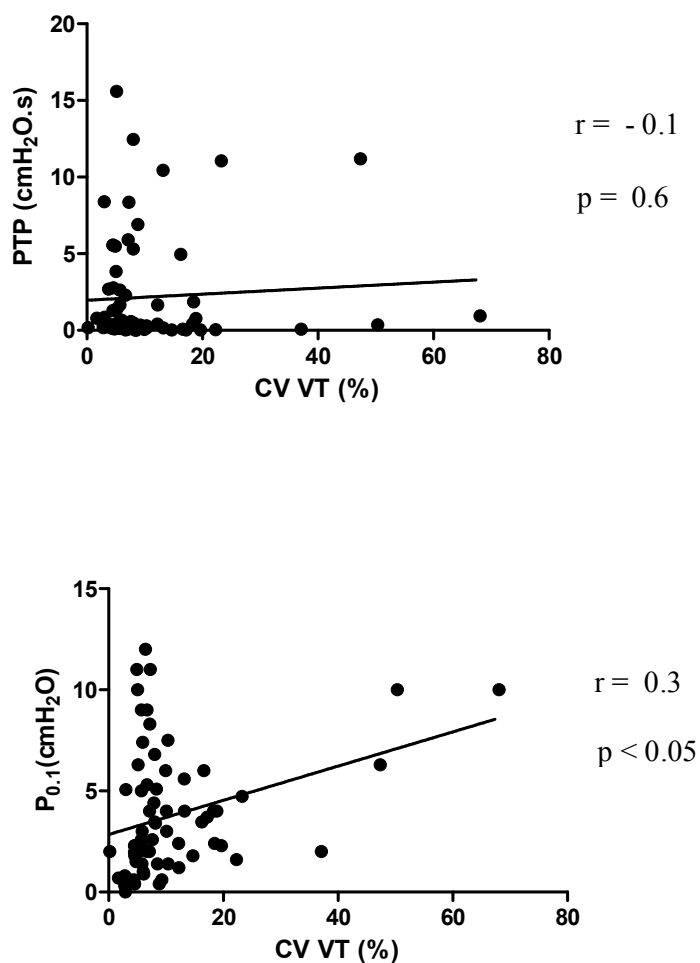 20
15
10
5
0
PTP (cmH₂O.s)
r = - 0.1
p = 0.6
0 20 40 60 80
CV VT (%)
15
10
5
0
P₀.₁(cmH₂O)
r = 0.3
p < 0.05
0 20 40 60 80
CV VT (%)